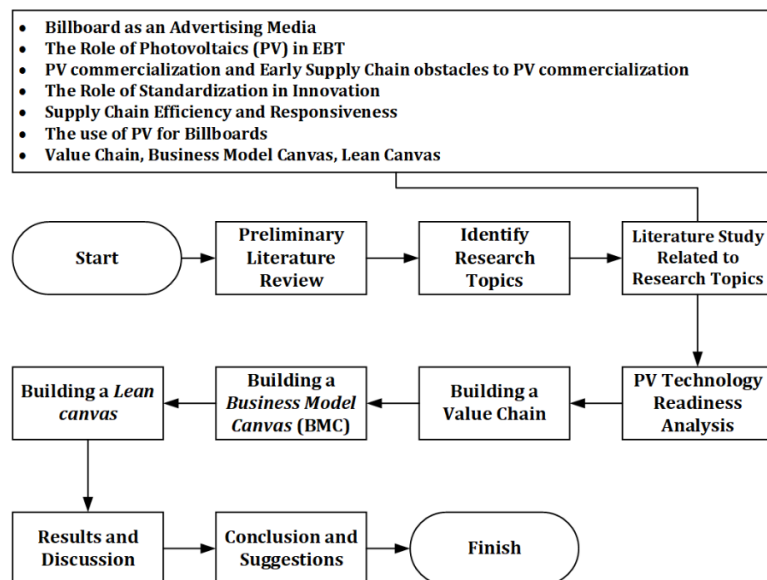 • Billboard as an Advertising Media
• The Role of Photovoltaics (PV) in EBT
• PV commercialization and Early Supply Chain obstacles to PV commercialization
• The Role of Standardization in Innovation
• Supply Chain Efficiency and Responsiveness
• The use of PV for Billboards
• Value Chain, Business Model Canvas, Lean Canvas
Start
Preliminary
Literature
Review
Identify
Research
Topics
Literature Study
Related to
Research Topics
PV Technology
Readiness
Analysis
Building a
Value Chain
Building a
Business Model
Canvas (BMC)
Building a Lean
canvas
Results and
Discussion
Conclusion and
Suggestions
Finish